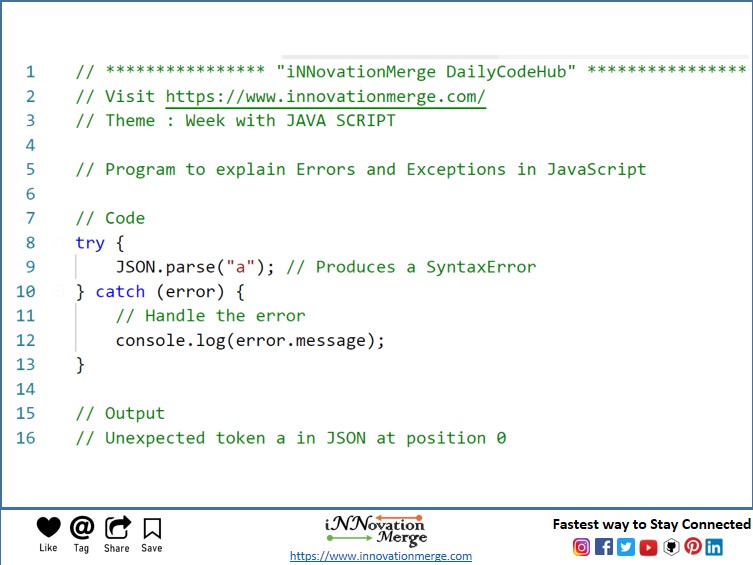 1 // **************** "iNNovationMerge DailyCodeHub" ****************
2 // Visit https://www.innovationmerge.com/
3 // Theme : Week with JAVA SCRIPT
4
5 // Program to explain Errors and Exceptions in JavaScript
6
7 // Code
8 try {
9 JSON.parse("a"); // Produces a SyntaxError
10 } catch (error) {
11 // Handle the error
12 console.log(error.message);
13 }
14
15 // Output
16 // Unexpected token a in JSON at position 0
Like Tag Share Save
iNNovation
Merge
https://www.innovationmerge.com
Fastest way to Stay Connected